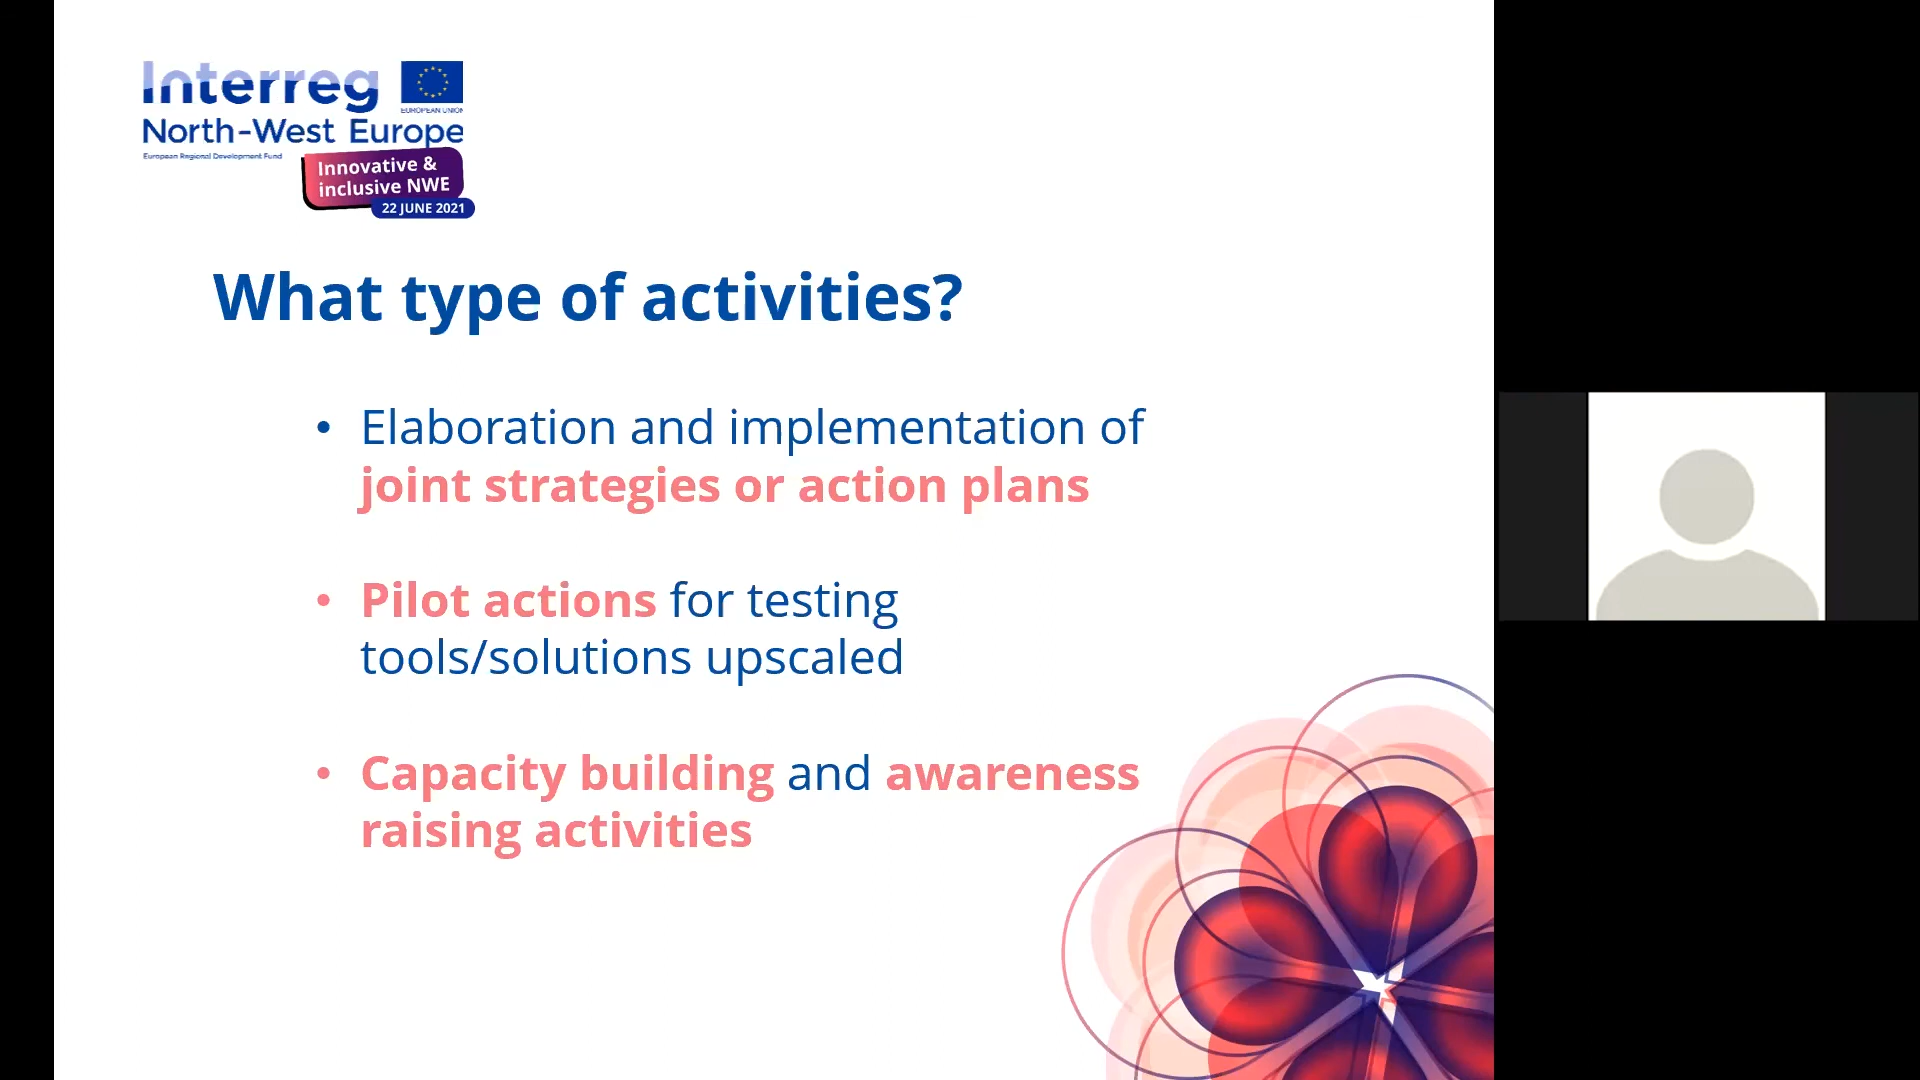 Interreg
EUROPEAN UNION
North-West Europe
European Regional Development Fund
Innovative &
inclusive NWE
22 JUNE 2021
What type of activities?
• Elaboration and implementation of
joint strategies or action plans
• Pilot actions for testing
tools/solutions upscaled
• Capacity building and awareness
raising activities